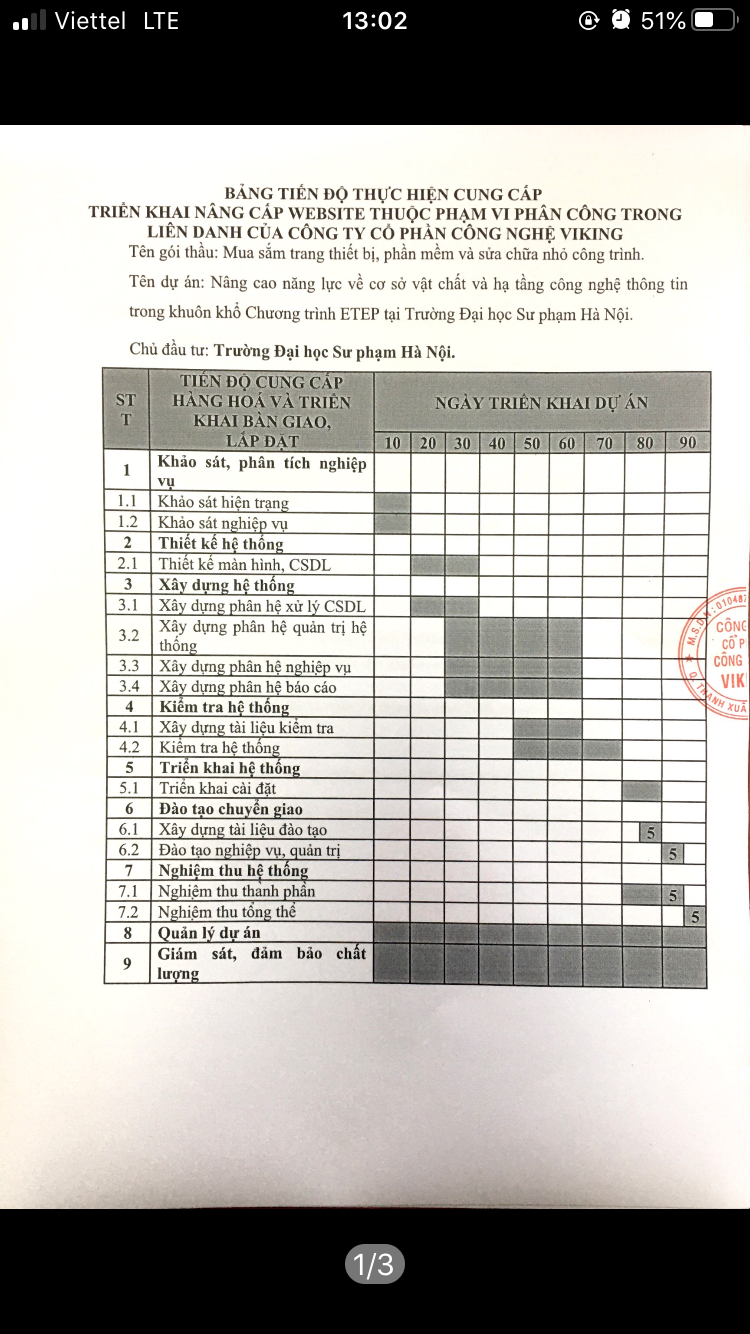 Viettel LTE 13:02 51%
BẢNG TIẾN ĐỘ THỰC HIỆN CUNG CẤP
TRIỂN KHAI NÂNG CẤP WEBSITE THUỘC PHẠM VI PHÂN CÔNG TRONG
LIÊN DANH CỦA CÔNG TY CỔ PHẦN CÔNG NGHỆ VIKING
Tên gói thầu: Mua sắm trang thiết bị, phần mềm và sửa chữa nhỏ công trình.
Tên dự án: Nâng cao năng lực về cơ sở vật chất và hạ tầng công nghệ thông tin
trong khuôn khổ Chương trình ETEP tại Trường Đại học Sư phạm Hà Nội.
Chủ đầu tư: Trường Đại học Sư phạm Hà Nội.
ST
T
TIẾN ĐỘ CUNG CẤP
HÀNG HOÁ VÀ TRIỂN
KHAI BÀN GIAO,
LẮP ĐẶT
NGÀY TRIỂN KHAI DỰ ÁN
10 20 30 40 50 60 70 80 90
1 Khảo sát, phân tích nghiệp
vụ
1.1 Khảo sát hiện trạng
1.2 Khảo sát nghiệp vụ
2 Thiết kế hệ thống
2.1 Thiết kế màn hình, CSDL
3 Xây dựng hệ thống
3.1 Xây dựng phân hệ xử lý CSDL
3.2 Xây dựng phân hệ quản trị hệ
thống
3.3 Xây dựng phân hệ nghiệp vụ
3.4 Xây dựng phân hệ báo cáo
4 Kiểm tra hệ thống
4.1 Xây dựng tài liệu kiểm tra
4.2 Kiểm tra hệ thống
5 Triển khai hệ thống
5.1 Triển khai cài đặt
6 Đào tạo chuyển giao
6.1 Xây dựng tài liệu đào tạo 5
6.2 Đào tạo nghiệp vụ, quản trị 5
7 Nghiệm thu hệ thống
7.1 Nghiệm thu thành phần 5
7.2 Nghiệm thu tổng thể 5
8 Quản lý dự án
9 Giám sát, đảm bảo chất
lượng
M.S.D.N: 010487
CÔNG
CỔ P
CÔNG
VIK
Q. THANH XUÂ
1/3